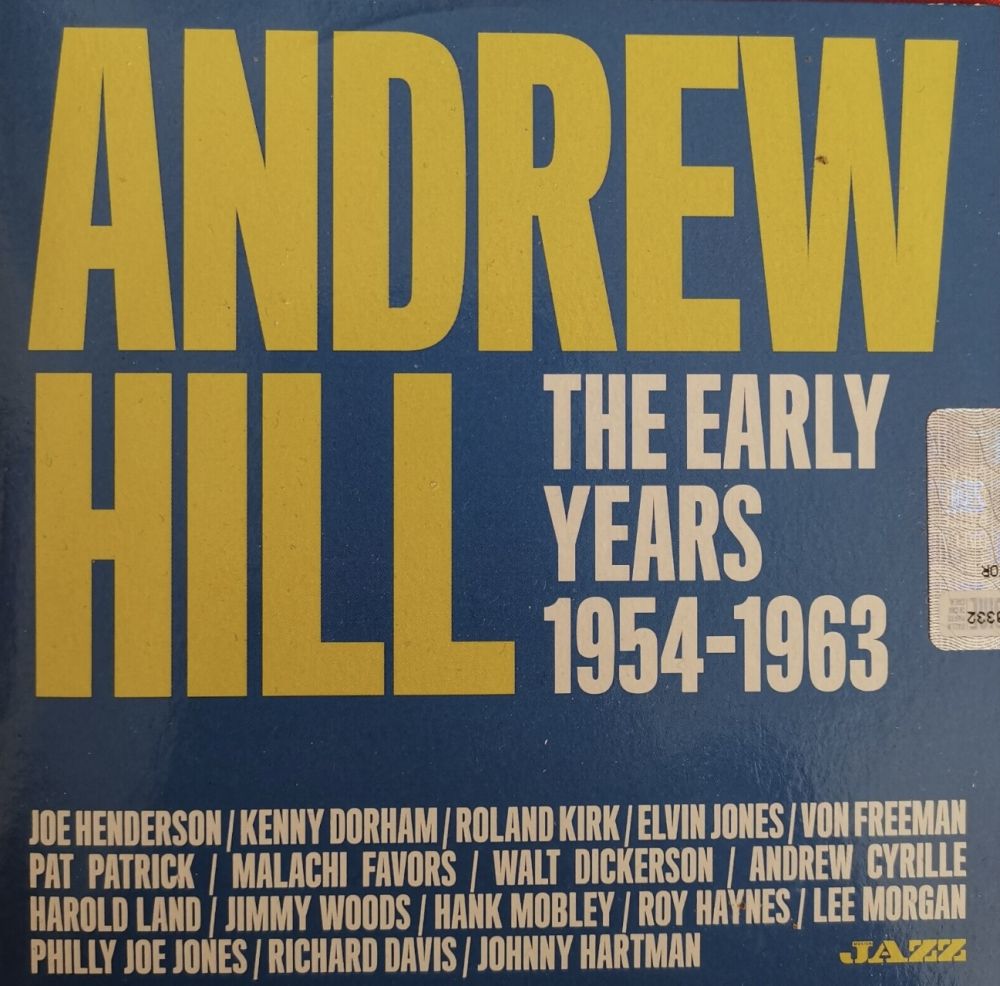 ANDREW
HILL
THE EARLY
YEARS
1954-1963
JOE HENDERSON / KENNY DORHAM / ROLAND KIRK / ELVIN JONES / VON FREEMAN
PAT PATRICK / MALACHI FAVORS / WALT DICKERSON / ANDREW CYRILLE
HAROLD LAND / JIMMY WOODS / HANK MOBLEY / ROY HAYNES / LEE MORGAN
PHILLY JOE JONES / RICHARD DAVIS / JOHNNY HARTMAN
JAZZ
OR
3332